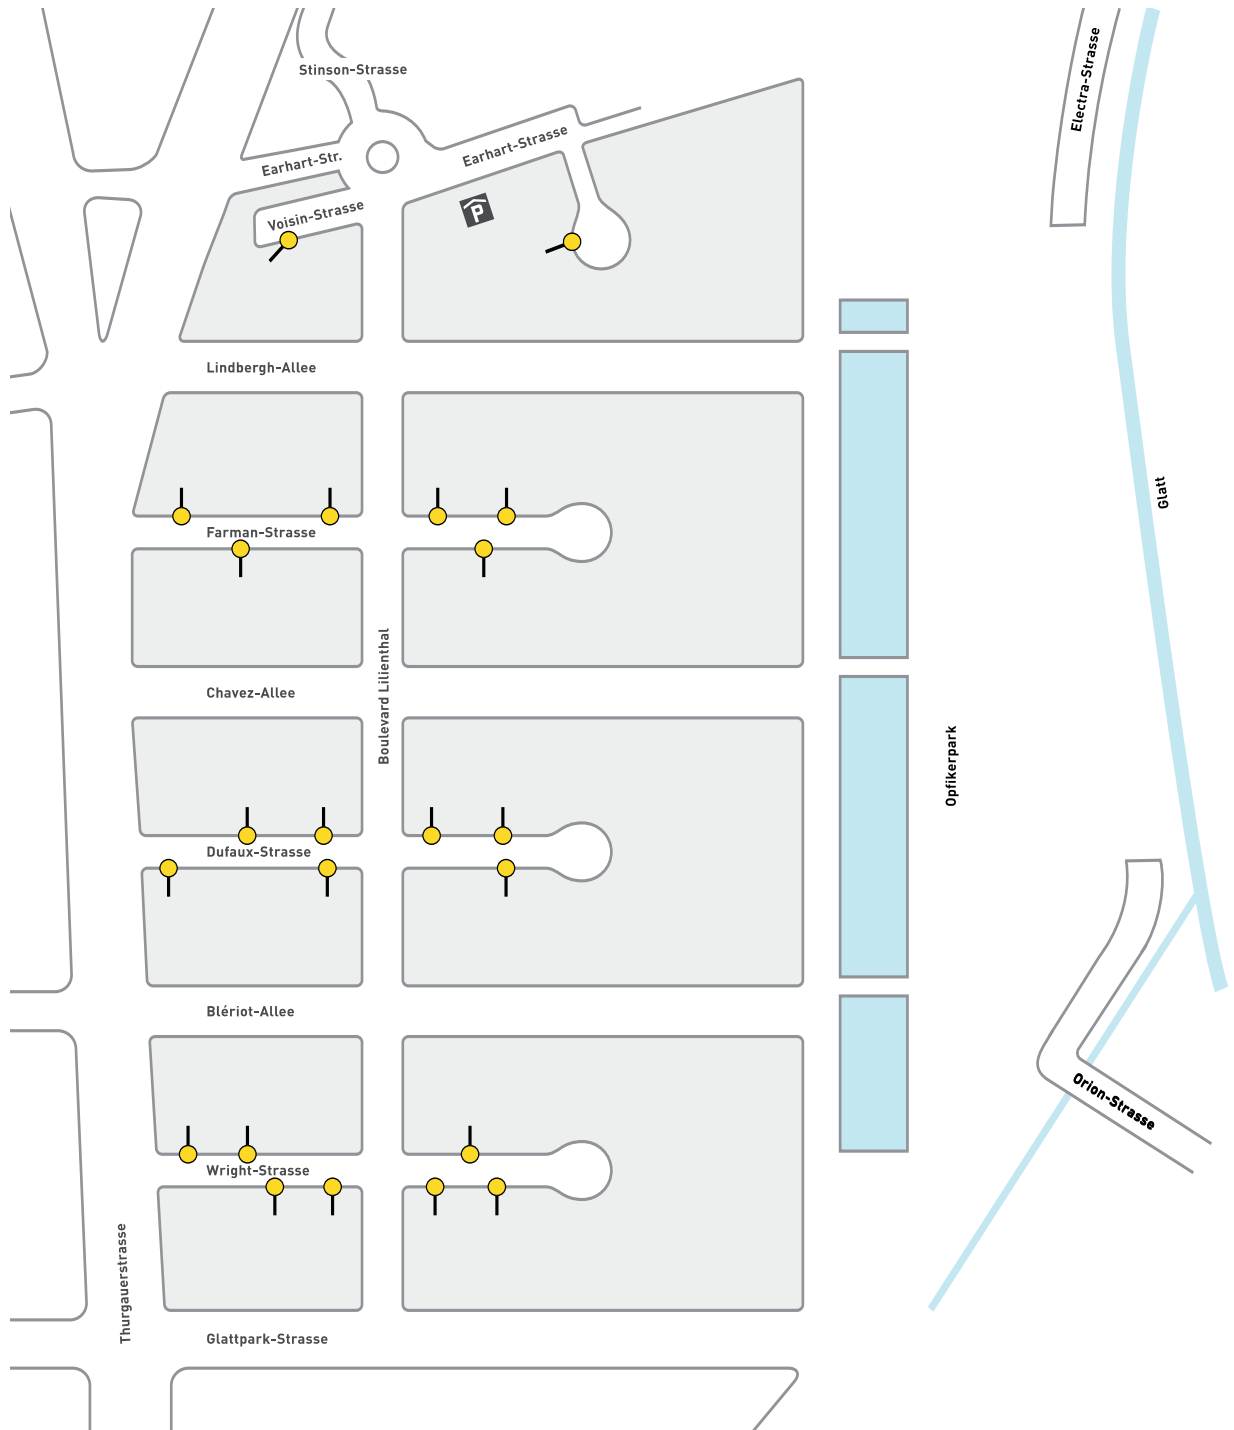 Stinson-Strasse
Electra-Strasse
Earhart-Strasse
Earhart-Str.
P
Voisin-Strasse
Lindbergh-Allee
Glatt
Farman-Strasse
Boulevard Lilienthal
Chavez-Allee
Opfikerpark
Dufaux-Strasse
Blériot-Allee
Orion-Strasse
Wright-Strasse
Thurgauerstrasse
Glattpark-Strasse